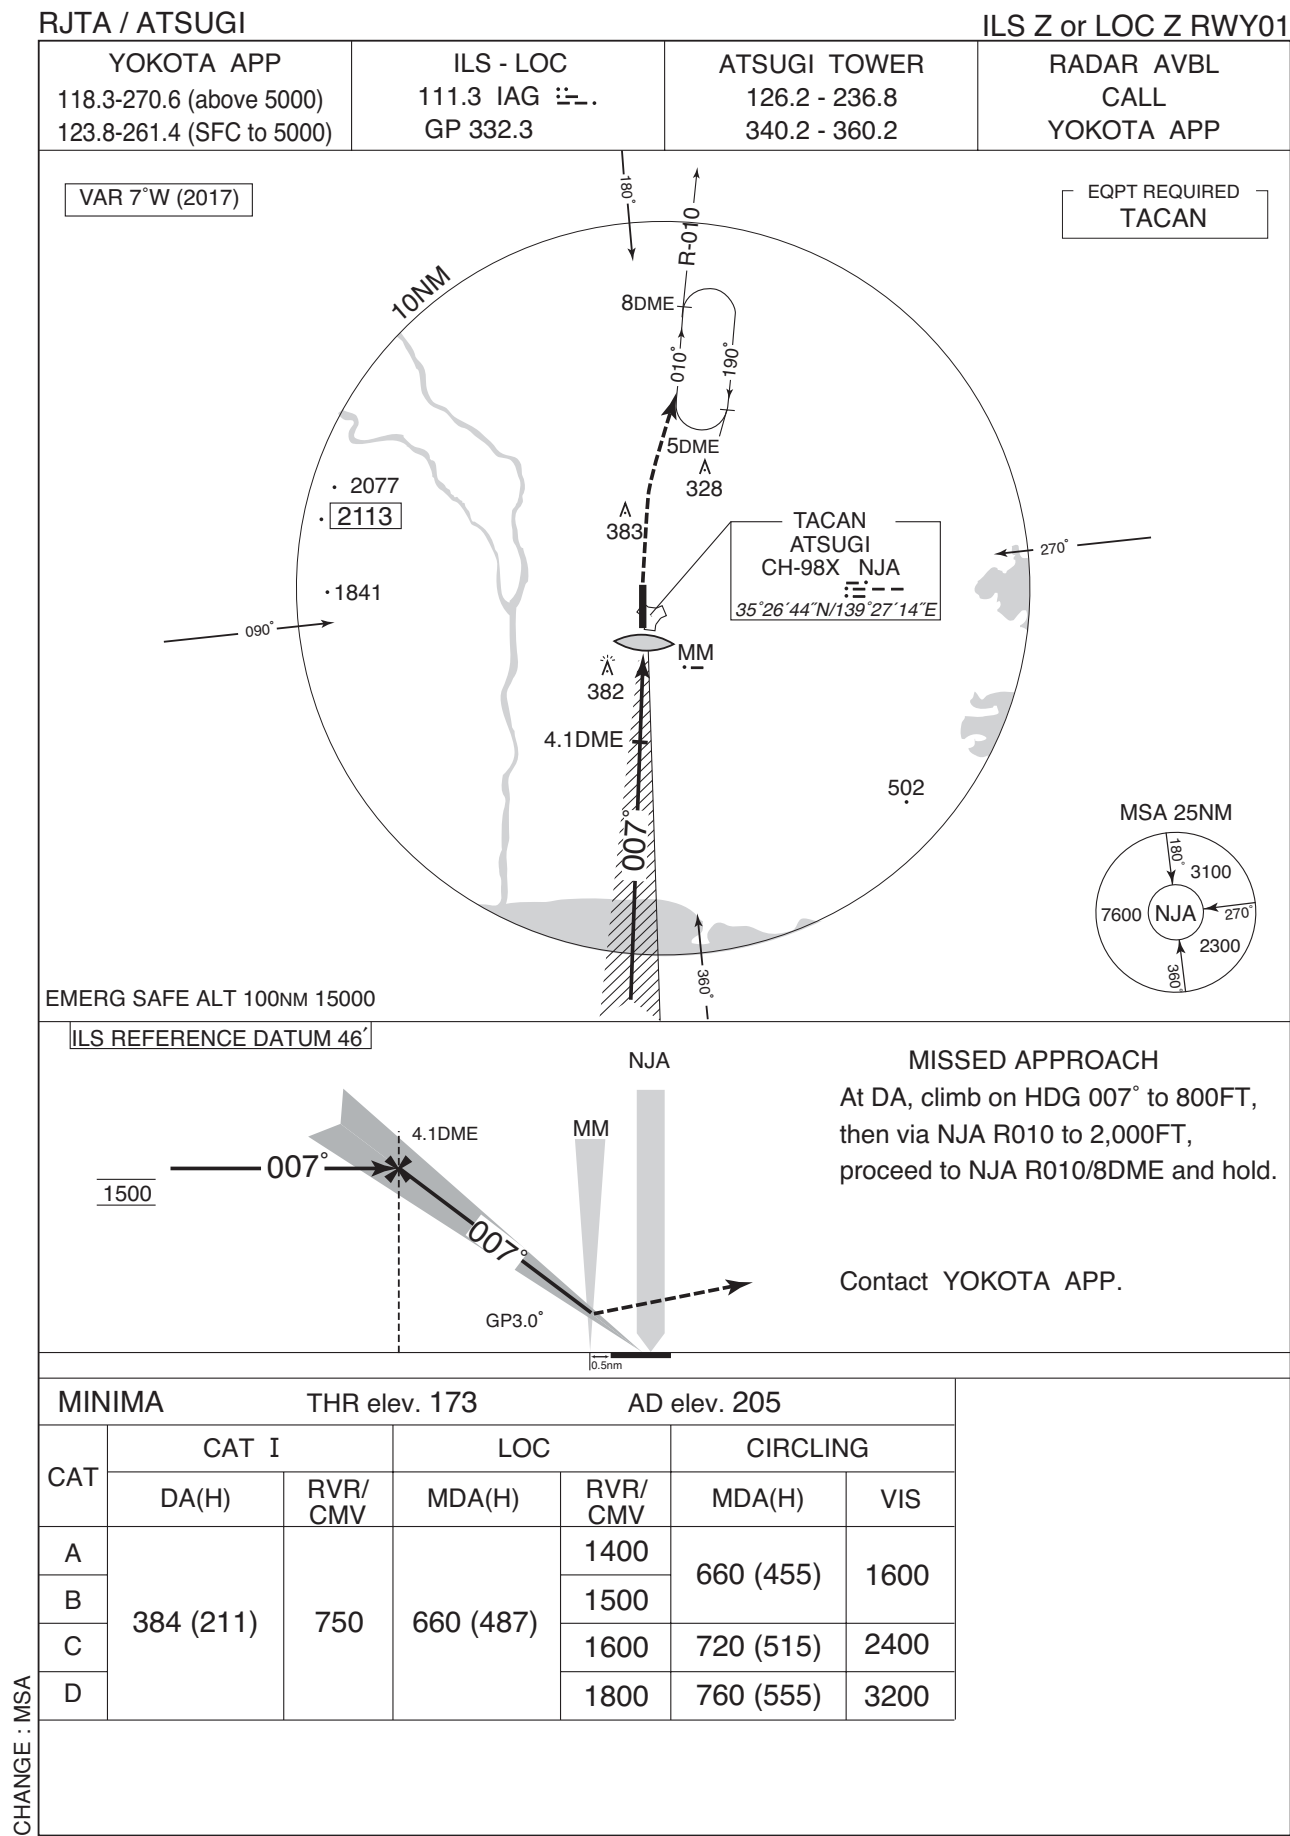 RJTA / ATSUGI
ILS Z or LOC Z RWY01
YOKOTA APP
118.3-270.6 (above 5000)
123.8-261.4 (SFC to 5000)
ILS - LOC
111.3 IAG
GP 332.3
ATSUGI TOWER
126.2 - 236.8
340.2 - 360.2
RADAR AVBL
CALL
YOKOTA APP
VAR 7°W (2017)
EQPT REQUIRED
TACAN
180°
R-010
10NM
8DME
010°
190°
5DME
328
2077
2113
383
1841
TACAN
ATSUGI
CH-98X NJA
35°26′44″N/139°27′14″E
270°
090°
MM
382
4.1DME
502
007°
MSA 25NM
180°
3100
7600
NJA
270°
2300
360°
360°
EMERG SAFE ALT 100NM 15000
ILS REFERENCE DATUM 46′
NJA
MISSED APPROACH
At DA, climb on HDG 007° to 800FT,
then via NJA R010 to 2,000FT,
proceed to NJA R010/8DME and hold.
4.1DME
MM
007°
1500
007°
Contact YOKOTA APP.
GP3.0°
0.5nm
MINIMA THR elev. 173 AD elev. 205
CAT
CAT I
LOC
CIRCLING
DA(H)
RVR/
CMV
MDA(H)
RVR/
CMV
MDA(H)
VIS
A
B
C
D
384 (211)
750
660 (487)
1400
1500
1600
1800
660 (455)
1600
720 (515)
2400
760 (555)
3200
CHANGE : MSA